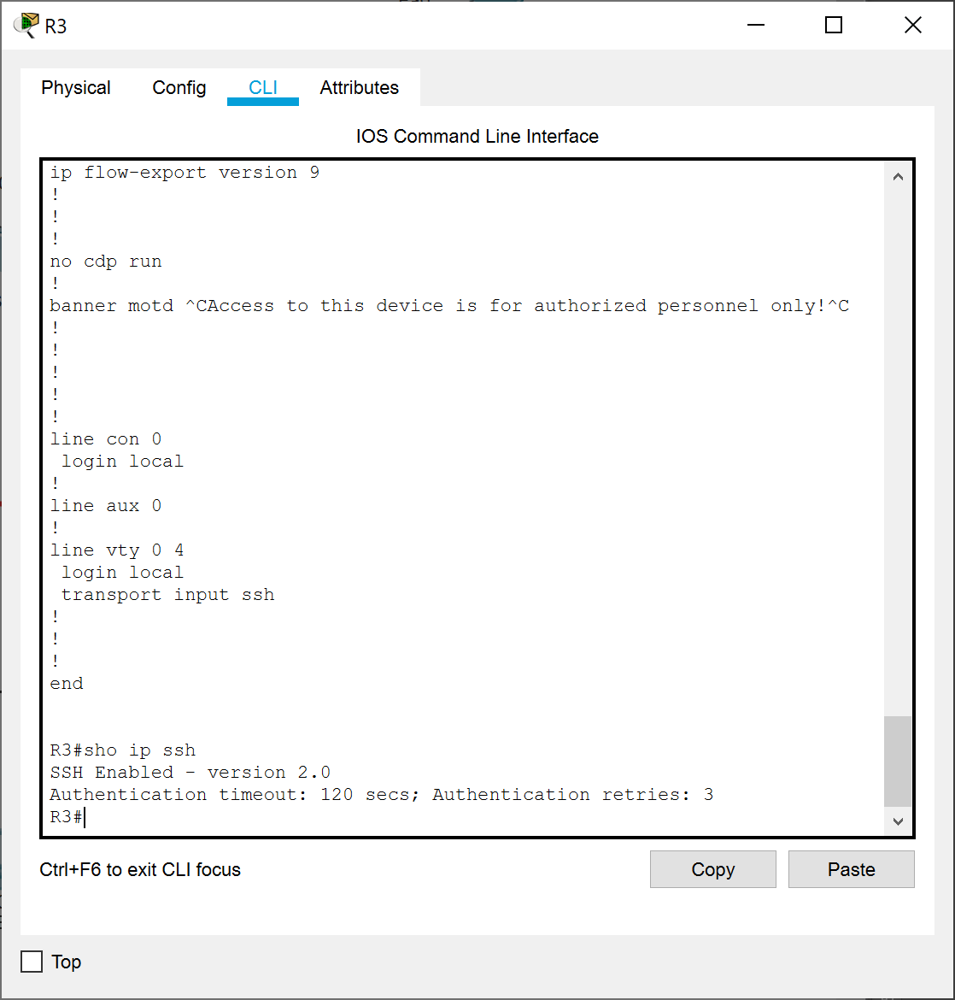 R3
Physical Config CLI Attributes
IOS Command Line Interface
ip flow-export version 9
!
!
!
no cdp run
!
banner motd ^CAccess to this device is for authorized personnel only!^C
!
!
!
!
!
line con 0
 login local
!
line aux 0
!
line vty 0 4
 login local
 transport input ssh
!
!
!
end
R3#sho ip ssh
SSH Enabled - version 2.0
Authentication timeout: 120 secs; Authentication retries: 3
R3#
Ctrl+F6 to exit CLI focus
Copy Paste
Top